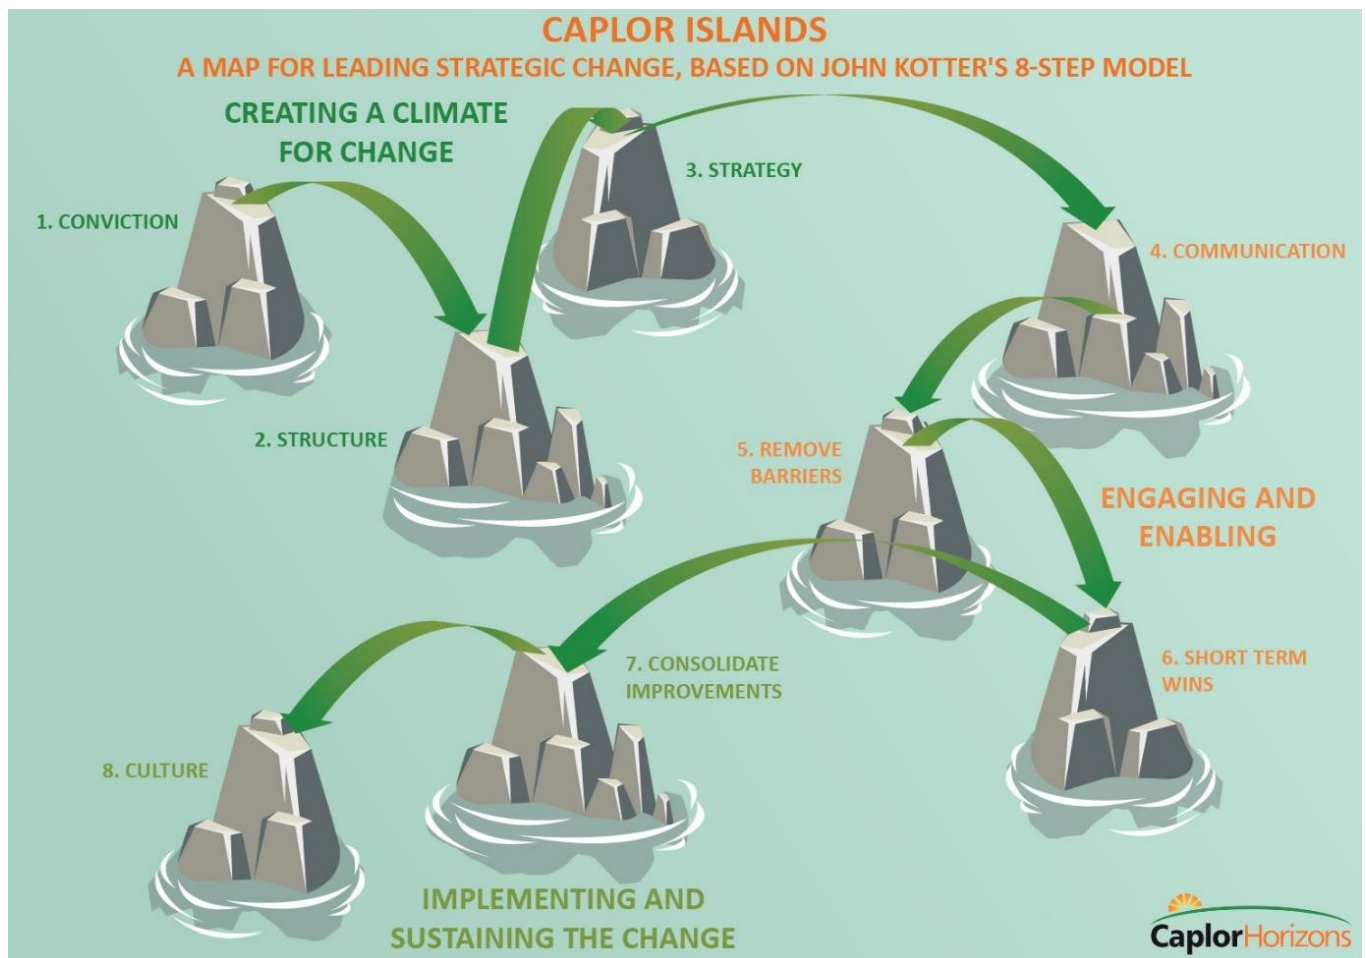 CAPLOR ISLANDS
A MAP FOR LEADING STRATEGIC CHANGE, BASED ON JOHN KOTTER'S 8-STEP MODEL
CREATING A CLIMATE
FOR CHANGE
1. CONVICTION
2. STRUCTURE
3. STRATEGY
4. COMMUNICATION
5. REMOVE
BARRIERS
ENGAGING AND
ENABLING
6. SHORT TERM
WINS
7. CONSOLIDATE
IMPROVEMENTS
8. CULTURE
IMPLEMENTING AND
SUSTAINING THE CHANGE
CaplorHorizons